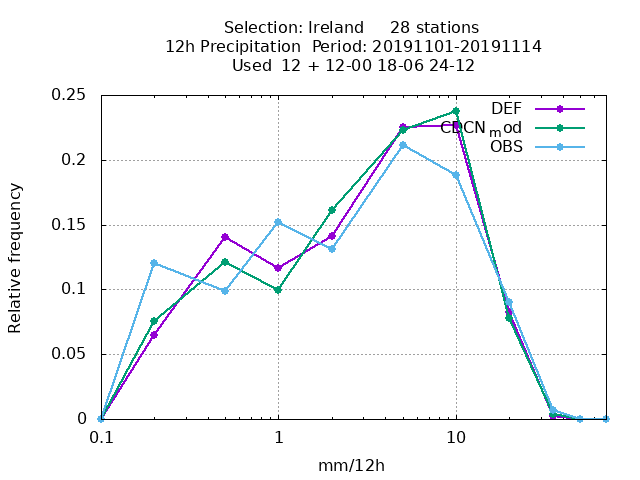 Selection: Ireland     28 stations
12h Precipitation  Period: 20191101-20191114
Used  12 + 12-00 18-06 24-12
DEF
CDCN_mod
OBS
0.25
0.2
0.15
0.1
0.05
0
Relative frequency
0.1 1 10
mm/12h